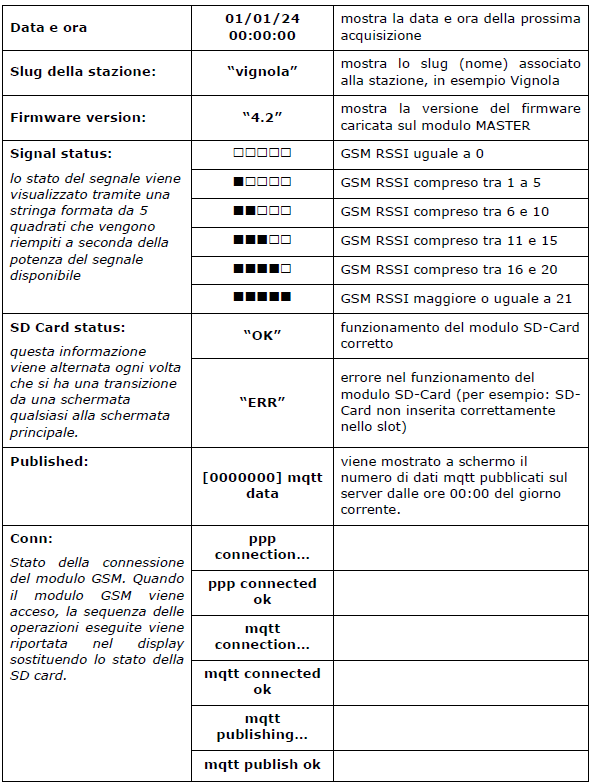 Data e ora
01/01/24
00:00:00
mostra la data e ora della prossima
acquisizione
Slug della stazione:
“vignola”
mostra lo slug (nome) associato
alla stazione, in esempio Vignola
Firmware version:
“4.2”
mostra la versione del firmware
caricata sul modulo MASTER
Signal status:
lo stato del segnale viene
visualizzato tramite una
stringa formata da 5
quadrati che vengono
riempiti a seconda della
potenza del segnale
disponibile
□□□□□
GSM RSSI uguale a 0
■□□□□
GSM RSSI compreso tra 1 a 5
■■□□□
GSM RSSI compreso tra 6 e 10
■■■□□
GSM RSSI compreso tra 11 e 15
■■■■□
GSM RSSI compreso tra 16 e 20
■■■■■
GSM RSSI maggiore o uguale a 21
SD Card status:
questa informazione
viene alternata ogni volta
che si ha una transizione
da una schermata
qualsiasi alla schermata
principale.
“OK”
funzionamento del modulo SD-Card
corretto
“ERR”
errore nel funzionamento del
modulo SD-Card (per esempio: SD-
Card non inserita correttamente
nello slot)
Published:
[0000000] mqtt
data
viene mostrato a schermo il
numero di dati mqtt pubblicati sul
server dalle ore 00:00 del giorno
corrente.
Conn:
Stato della connessione
del modulo GSM. Quando
il modulo GSM viene
acceso, la sequenza delle
operazioni eseguite viene
riportata nel display
sostituendo lo stato della
SD card.
ppp
connection…
ppp connected
ok
mqtt
connection…
mqtt connected
ok
mqtt
publishing…
mqtt publish ok